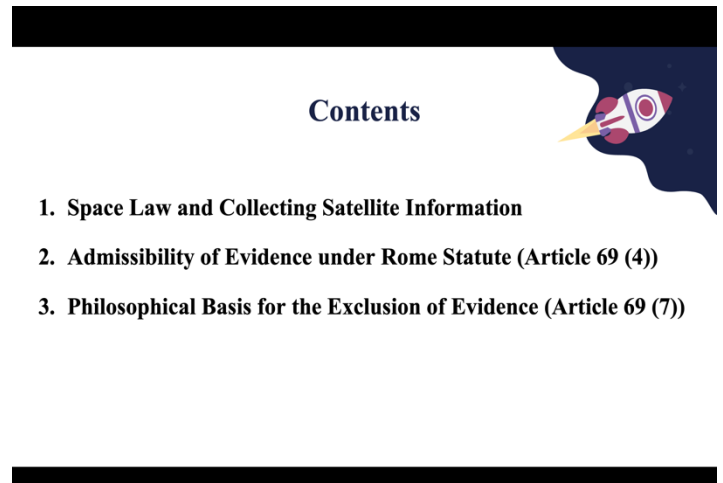 Contents
1. Space Law and Collecting Satellite Information
2. Admissibility of Evidence under Rome Statute (Article 69 (4))
3. Philosophical Basis for the Exclusion of Evidence (Article 69 (7))